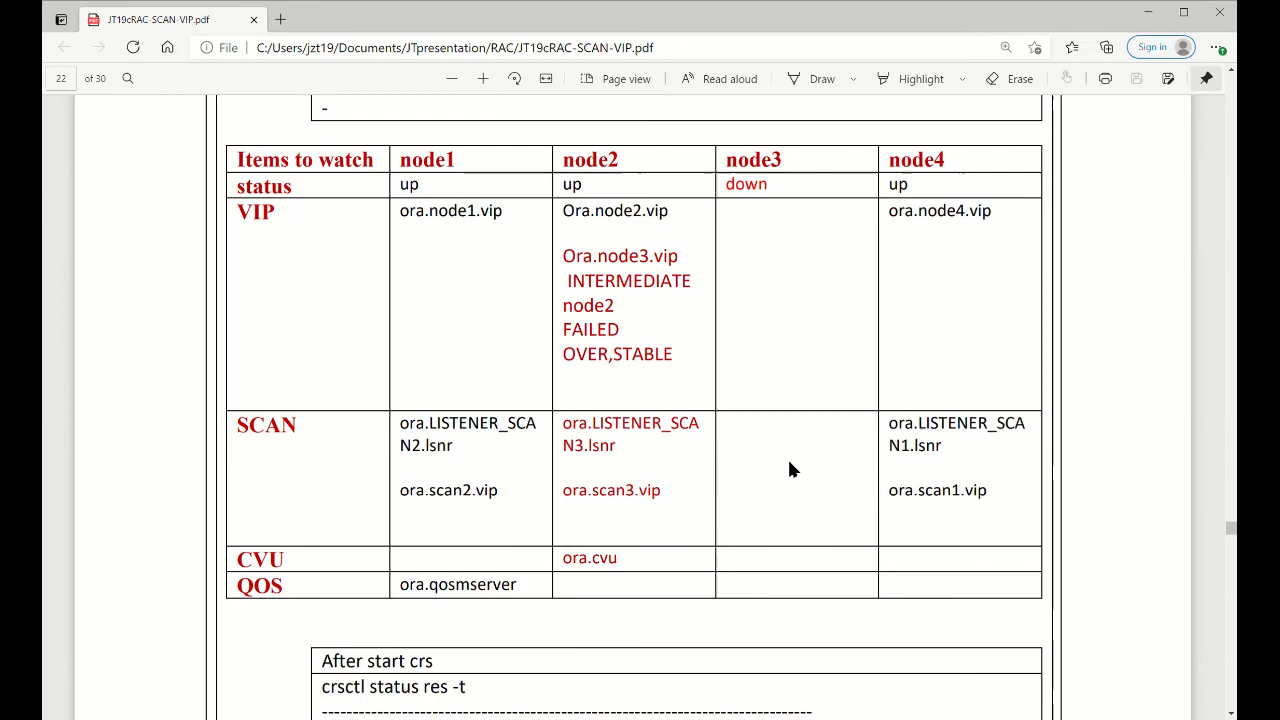 JT19cRAC-SCAN-VIP.pdf
File C:/Users/jzt19/Documents/JTpresentation/RAC/JT19cRAC-SCAN-VIP.pdf Sign in
22 of 30 Page view Read aloud Draw Highlight Erase
-
Items to watch node1 node2 node3 node4
status up up down up
VIP ora.node1.vip Ora.node2.vip ora.node4.vip
Ora.node3.vip
INTERMEDIATE
node2
FAILED
OVER,STABLE
SCAN ora.LISTENER_SCA ora.LISTENER_SCA ora.LISTENER_SCA
N2.lsnr N3.lsnr N1.lsnr
ora.scan2.vip ora.scan3.vip ora.scan1.vip
CVU ora.cvu
QOS ora.qosmserver
After start crs
crsctl status res -t
--------------------------------------------------------------------------------